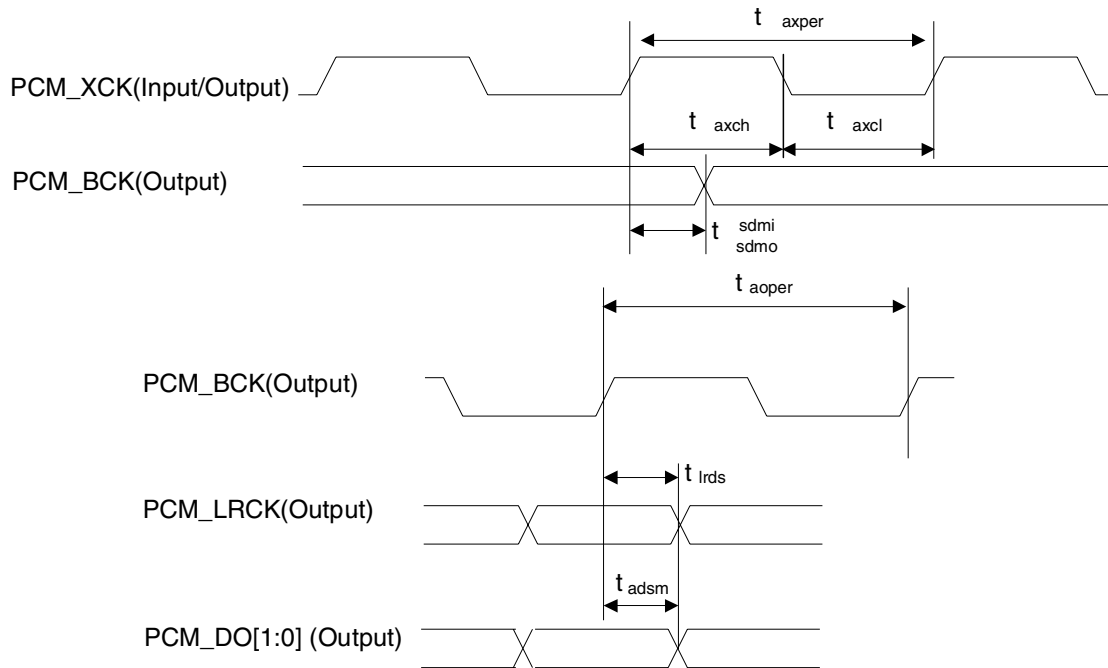 t axper
PCM_XCK(Input/Output)
t axch
t axcl
PCM_BCK(Output)
t sdmi
sdmo
t aoper
PCM_BCK(Output)
t lrds
PCM_LRCK(Output)
t adsm
PCM_DO[1:0] (Output)